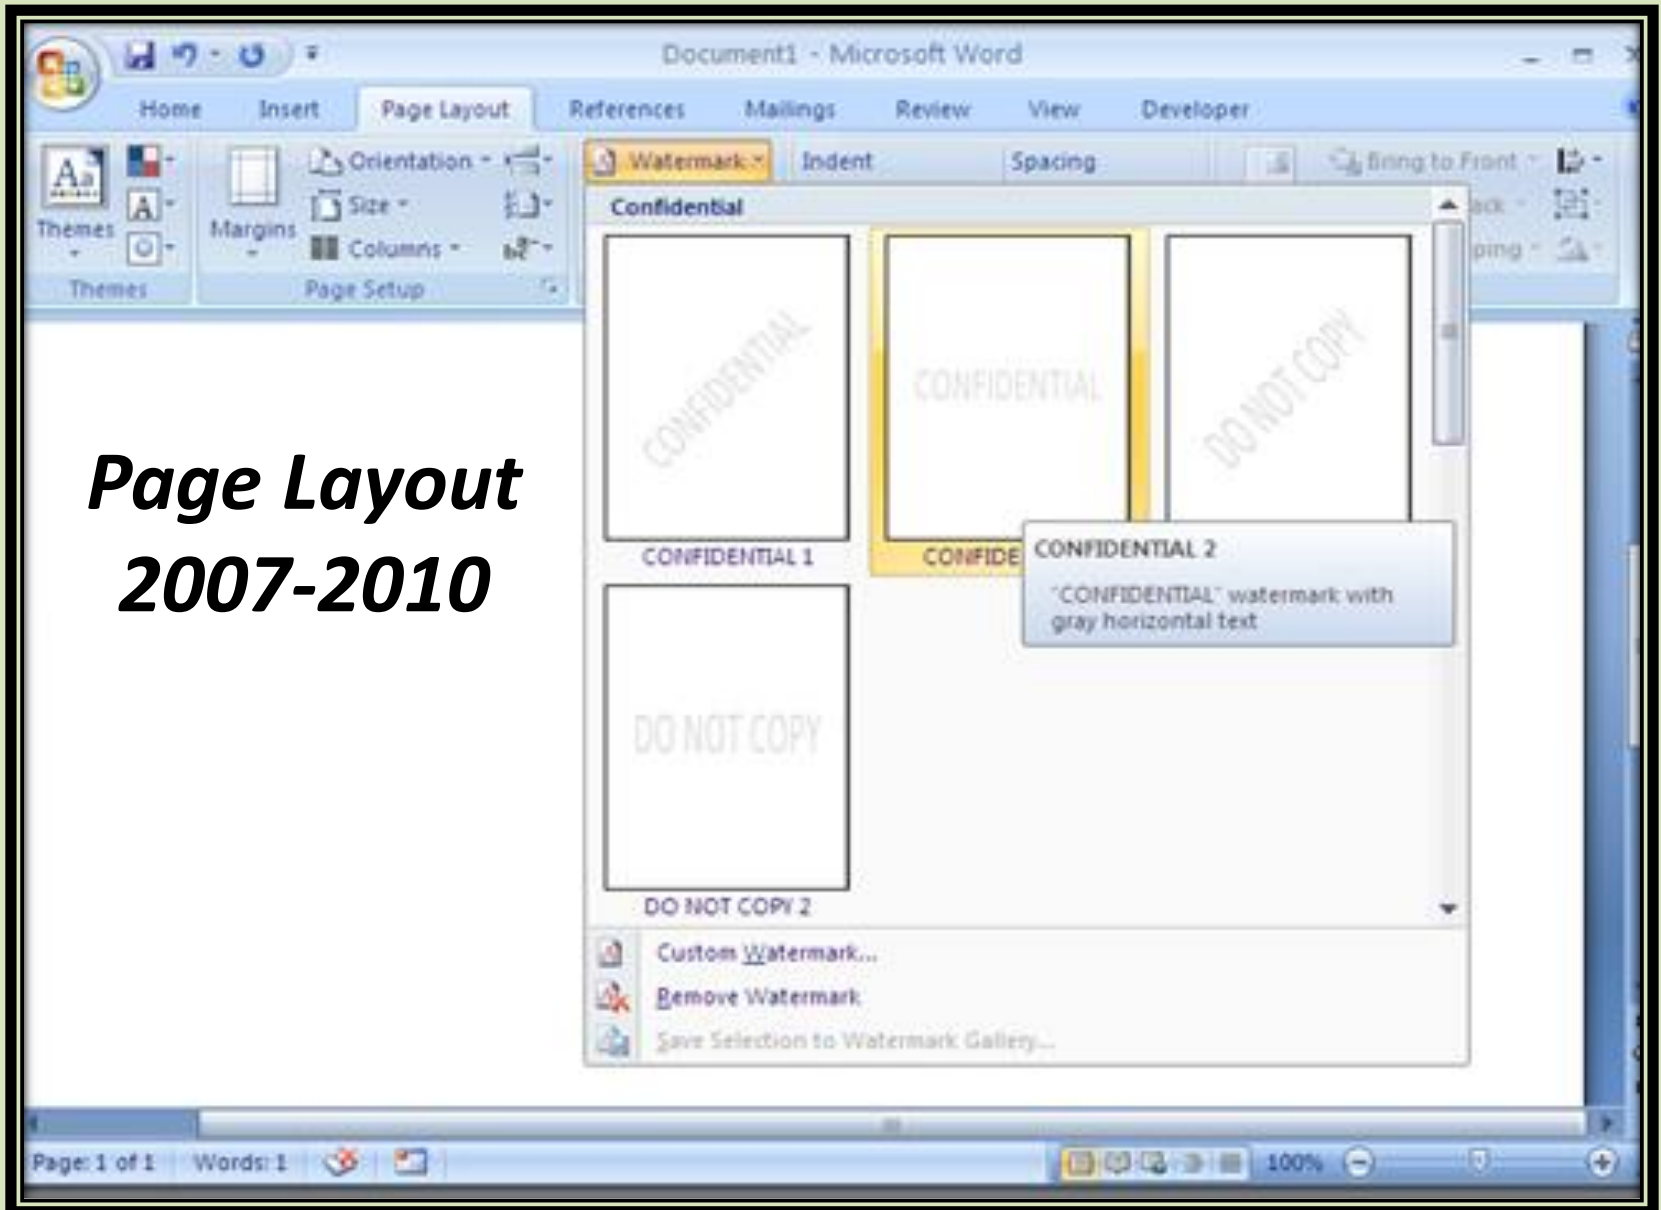 Document1 - Microsoft Word
Home Insert Page Layout References Mailings Review View Developer
Watermark Indent Spacing Bring to Front
Orientation
Size
Columns
Themes Margins
Themes Page Setup
ack
ping
Confidential
CONFIDENTIAL
CONFIDENTIAL
DO NOT COPY
CONFIDENTIAL 1
CONFIDE
CONFIDENTIAL 2
"CONFIDENTIAL" watermark with
gray horizontal text
Page Layout
2007-2010
DO NOT COPY
DO NOT COPY 2
Custom Watermark...
Remove Watermark
Save Selection to Watermark Gallery...
Page: 1 of 1 Words: 1 100%